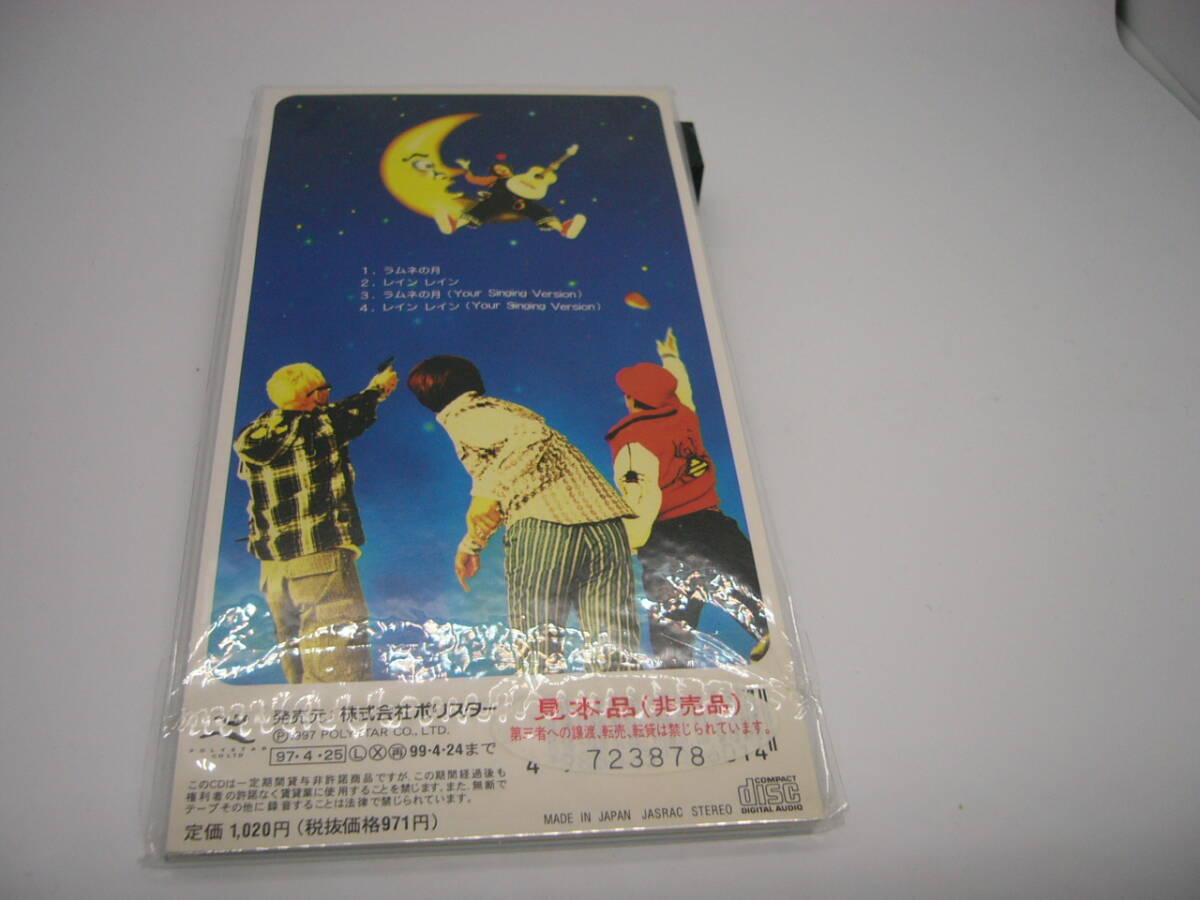 1. ラムネの月
2. レイン レイン
3. ラムネの月 (Your Singing Version)
4. レイン レイン (Your Singing Version)
発売元: 株式会社ポリスター
Ⓟ1997 POLYSTAR CO., LTD.
POLYSTAR
CO.LTD
97・4・25 Ⓛ Ⓧ 再 99・4・24まで
見本品(非売品)
第三者への譲渡、転売、転貸は禁じられています。
4 723878 14
このCDは一定期間貸与非許諾商品ですが、この期間経過後も
権利者の許諾なく賃貸業に使用することを禁じます。また、無断で
テープその他に録音することは法律で禁じられています。
定価 1,020円 (税抜価格971円)
MADE IN JAPAN JASRAC STEREO
COMPACT
disc
DIGITAL AUDIO